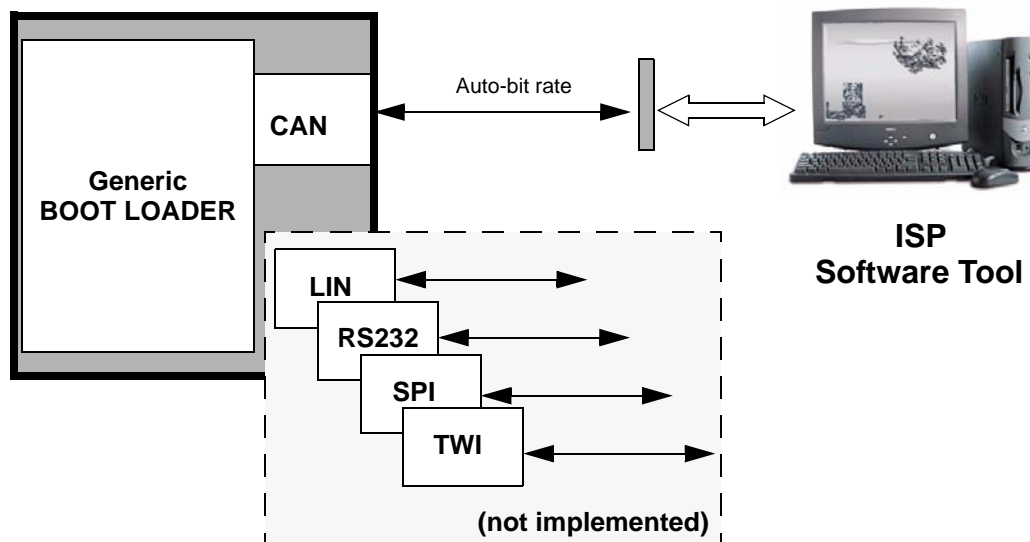 Auto-bit rate
CAN
Generic
BOOT LOADER
ISP
Software Tool
LIN
RS232
SPI
TWI
(not implemented)